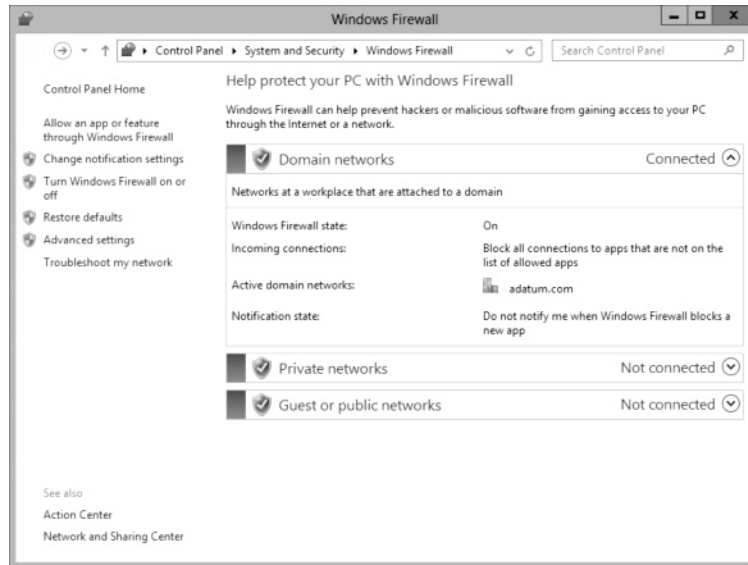 Windows Firewall
Control Panel ▸ System and Security ▸ Windows Firewall
Search Control Panel
Control Panel Home
Allow an app or feature
through Windows Firewall
Change notification settings
Turn Windows Firewall on or
off
Restore defaults
Advanced settings
Troubleshoot my network
See also
Action Center
Network and Sharing Center
Help protect your PC with Windows Firewall
Windows Firewall can help prevent hackers or malicious software from gaining access to your PC
through the Internet or a network.
Domain networks Connected
Networks at a workplace that are attached to a domain
Windows Firewall state: On
Incoming connections: Block all connections to apps that are not on the
list of allowed apps
Active domain networks: adatum.com
Notification state: Do not notify me when Windows Firewall blocks a
new app
Private networks Not connected
Guest or public networks Not connected